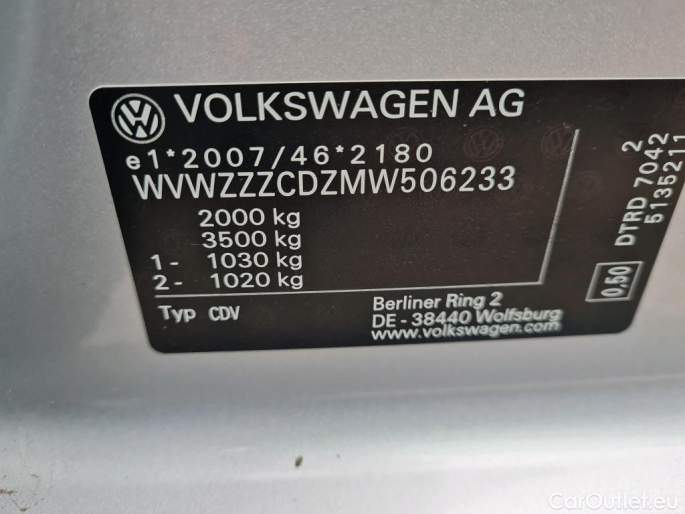 VOLKSWAGEN AG
e1*2007/46*2180
WVWZZZCDZMW506233
2000 kg
3500 kg
1- 1030 kg
2- 1020 kg
Typ CDV
Berliner Ring 2
DE - 38440 Wolfsburg
www.volkswagen.com
0,50
DTRD 7042 2
5135211
CarOutlet.eu